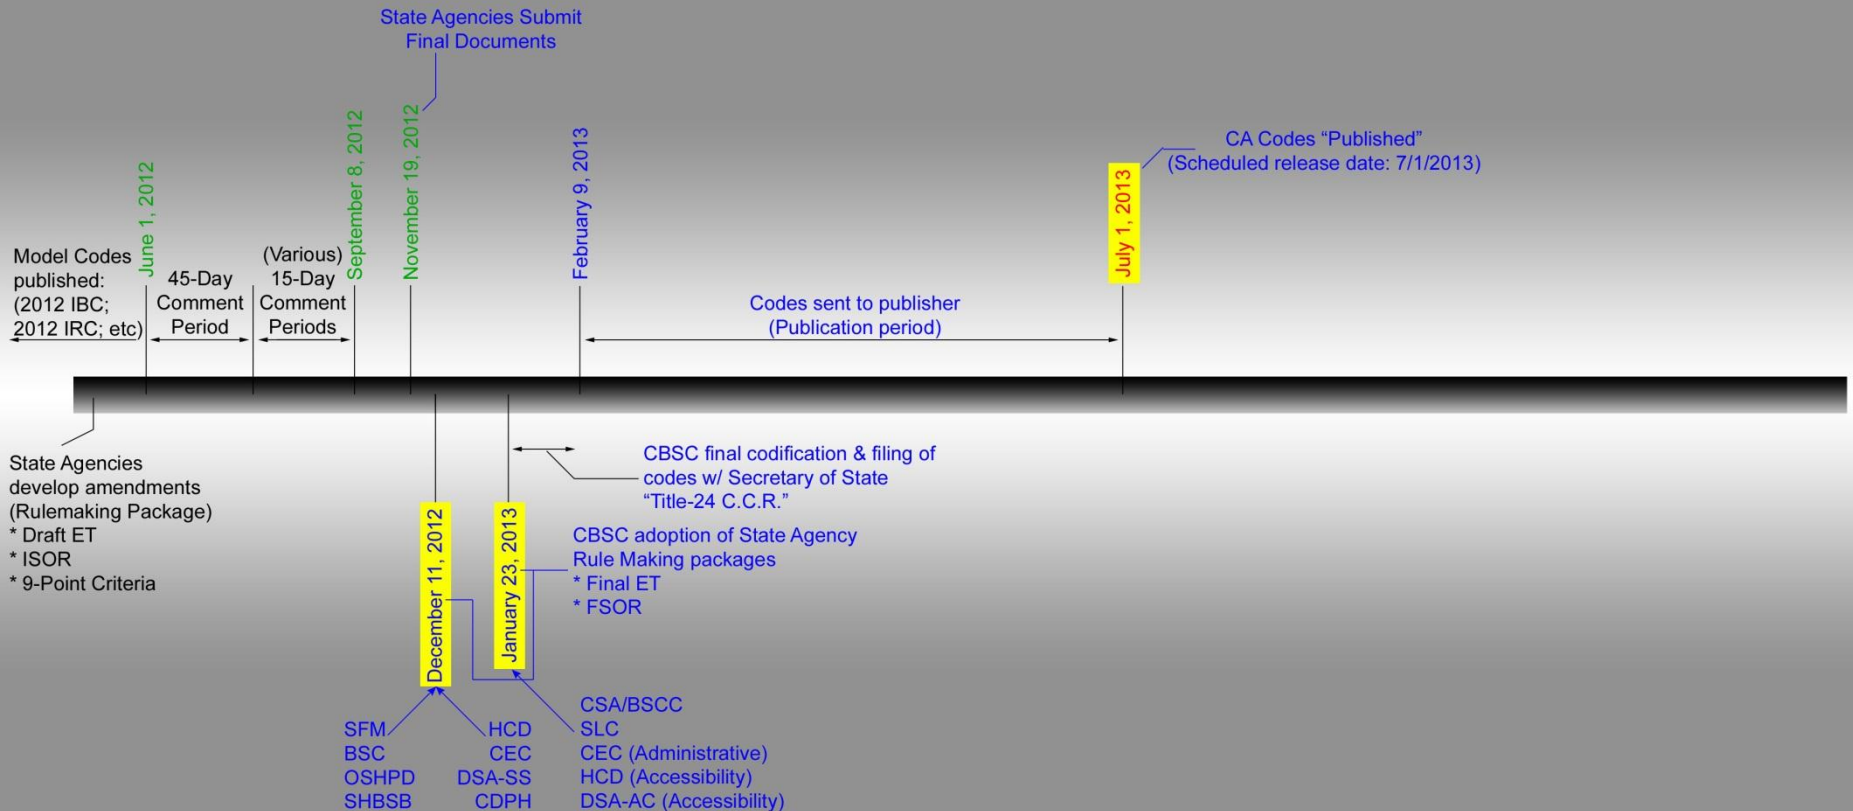 State Agencies Submit
Final Documents
June 1, 2012
September 8, 2012
November 19, 2012
February 9, 2013
July 1, 2013
CA Codes “Published”
(Scheduled release date: 7/1/2013)
Model Codes
published:
(2012 IBC;
2012 IRC; etc)
45-Day
Comment
Period
(Various)
15-Day
Comment
Periods
Codes sent to publisher
(Publication period)
State Agencies
develop amendments
(Rulemaking Package)
* Draft ET
* ISOR
* 9-Point Criteria
December 11, 2012
January 23, 2013
CBSC final codification & filing of
codes w/ Secretary of State
“Title-24 C.C.R.”
CBSC adoption of State Agency
Rule Making packages
* Final ET
* FSOR
SFM
BSC
OSHPD
SHBSB
HCD
CEC
DSA-SS
CDPH
CSA/BSCC
SLC
CEC (Administrative)
HCD (Accessibility)
DSA-AC (Accessibility)